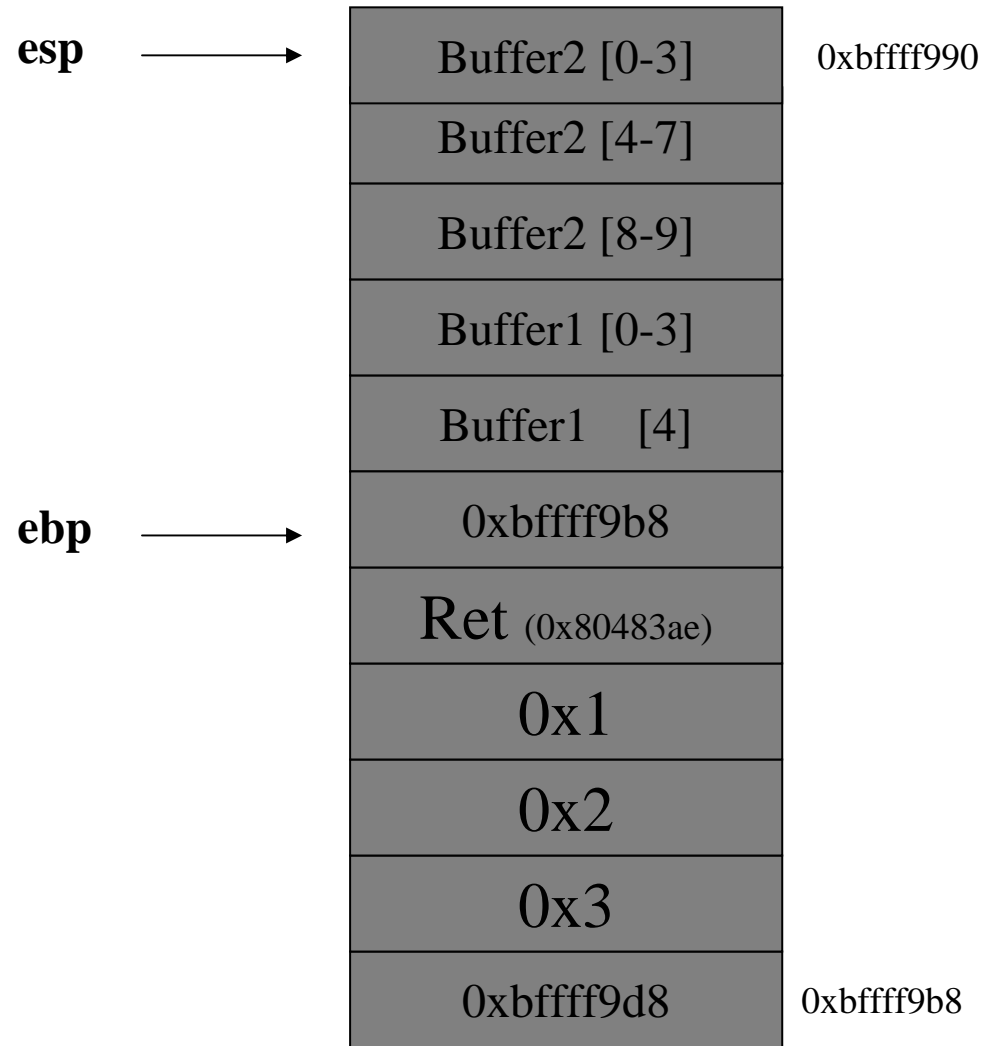 esp Buffer2 [0-3] 0xbffff990
Buffer2 [4-7]
Buffer2 [8-9]
Buffer1 [0-3]
Buffer1 [4]
ebp 0xbffff9b8
Ret (0x80483ae)
0x1
0x2
0x3
0xbffff9d8 0xbffff9b8